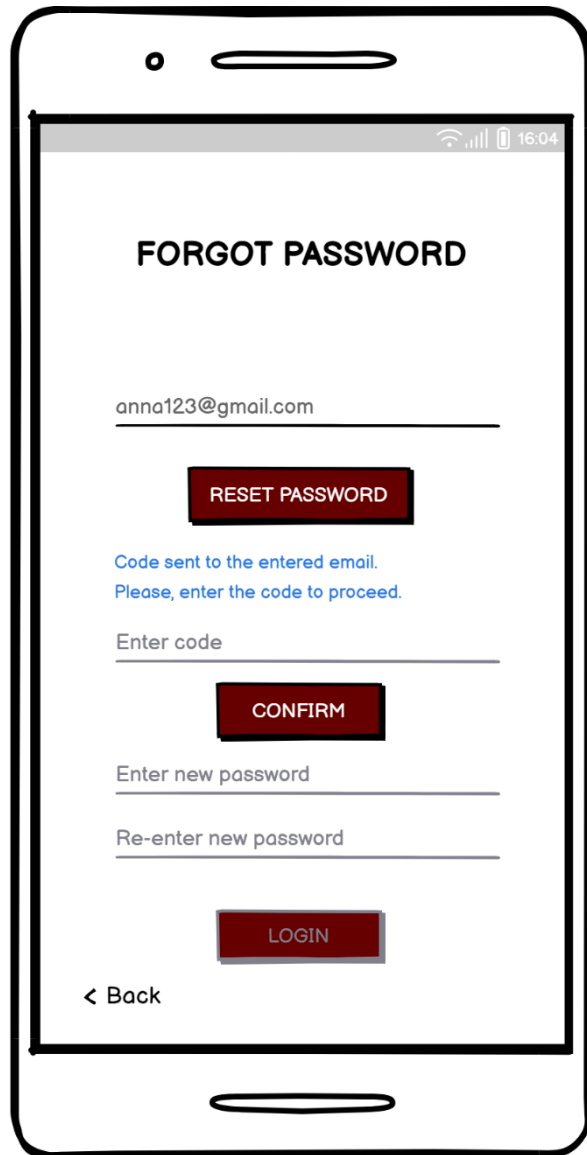 16:04
FORGOT PASSWORD
anna123@gmail.com
RESET PASSWORD
Code sent to the entered email.
Please, enter the code to proceed.
Enter code
CONFIRM
Enter new password
Re-enter new password
LOGIN
< Back